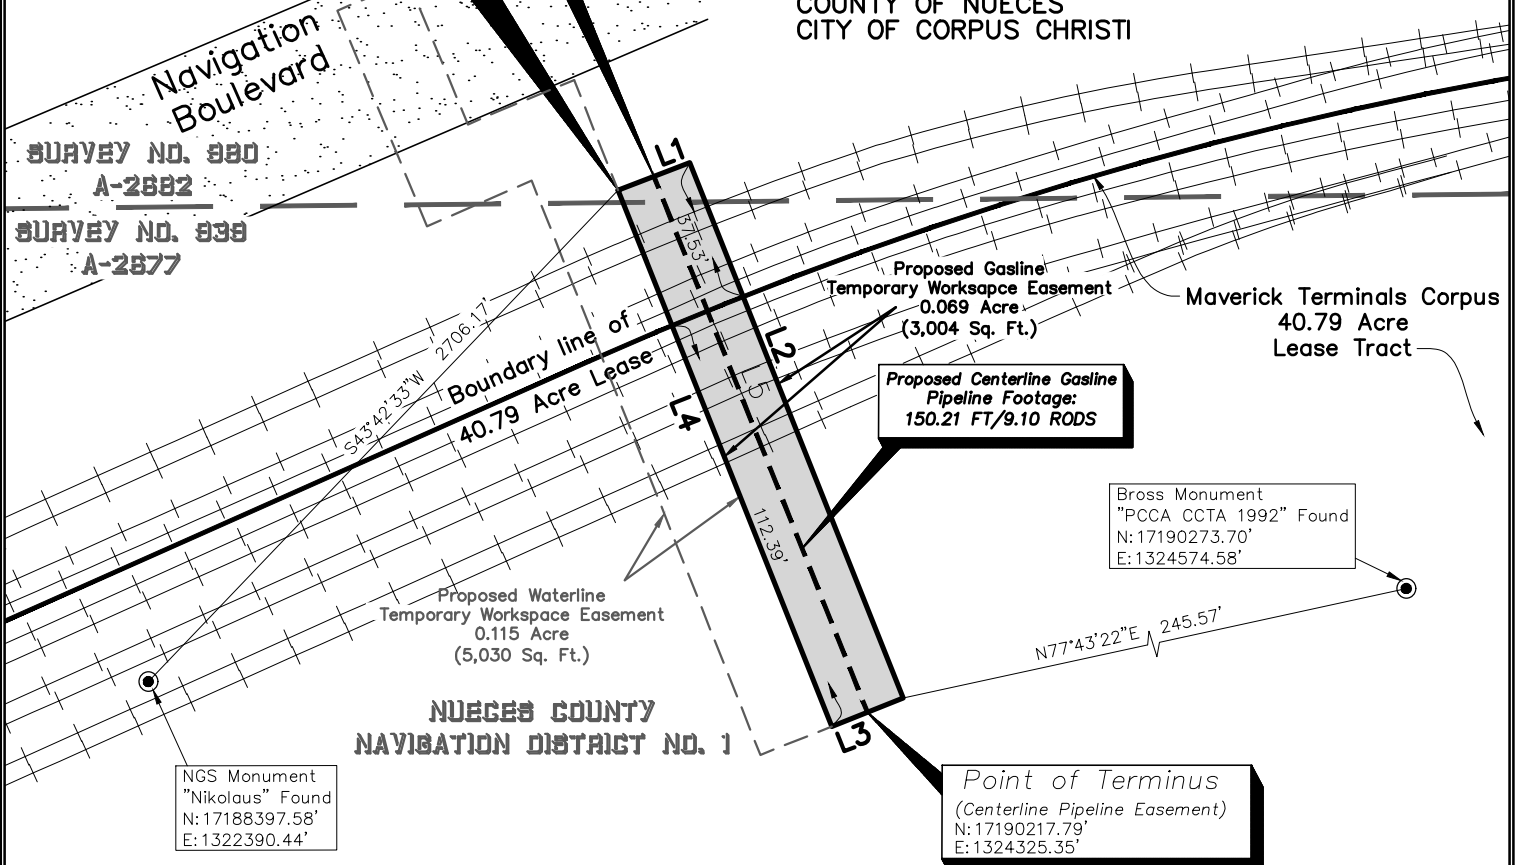 COUNTY OF NUECES
CITY OF CORPUS CHRISTI
Navigation
Boulevard
SURVEY NO. 980
A-2682
SURVEY NO. 939
A-2677
L1
37.53'
Proposed Gasline
Temporary Worksapce Easement
0.069 Acre
(3,004 Sq. Ft.)
Maverick Terminals Corpus
40.79 Acre
Lease Tract
S43°42'33"W 2706.17'
Boundary line of
40.79 Acre Lease
L2
L5
L4
Proposed Centerline Gasline
Pipeline Footage:
150.21 FT/9.10 RODS
Bross Monument
"PCCA CCTA 1992" Found
N:17190273.70'
E:1324574.58'
112.39'
Proposed Waterline
Temporary Workspace Easement
0.115 Acre
(5,030 Sq. Ft.)
N77°43'22"E 245.57'
NUECES COUNTY
NAVIGATION DISTRICT NO. 1
L3
NGS Monument
"Nikolaus" Found
N:17188397.58'
E:1322390.44'
Point of Terminus
(Centerline Pipeline Easement)
N:17190217.79'
E:1324325.35'